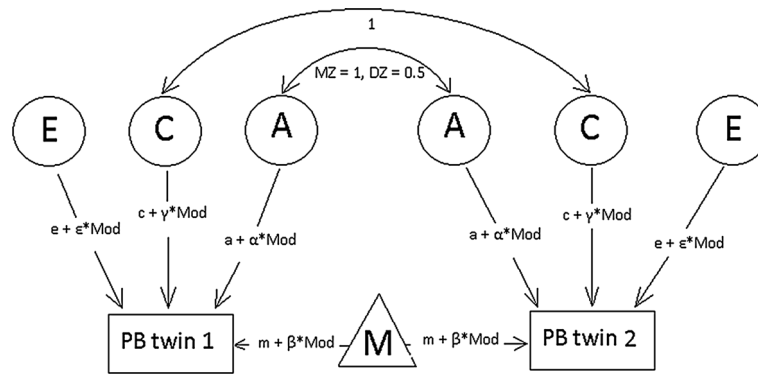 1
MZ = 1, DZ = 0.5
E C A A C E
e + ε*Mod c + γ*Mod a + α*Mod a + α*Mod c + γ*Mod e + ε*Mod
PB twin 1 m + β*Mod M m + β*Mod PB twin 2